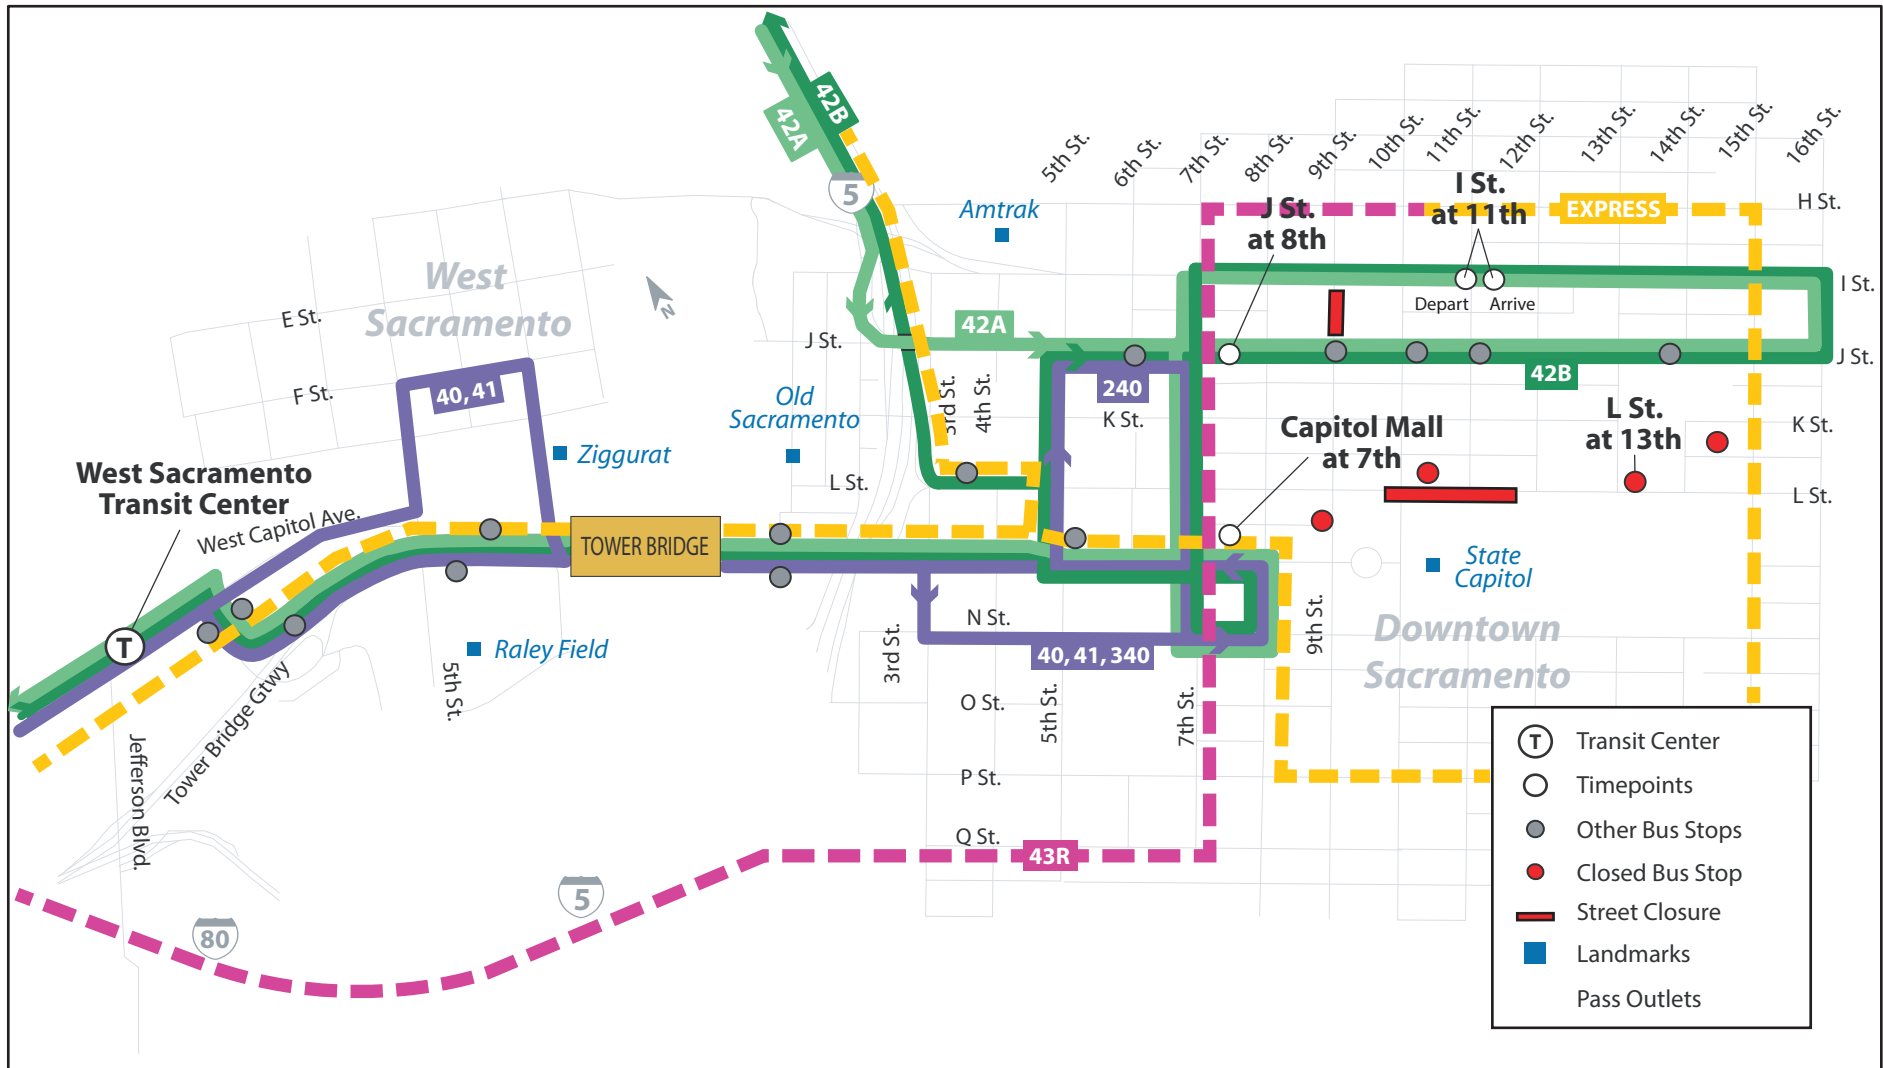 42B
42A
5
5th St.
6th St.
7th St.
8th St.
9th St.
10th St.
11th St.
12th St.
13th St.
14th St.
15th St.
16th St.
H St.
I St.
J St.
K St.
L St.
Amtrak
J St.
at 8th
I St.
at 11th
EXPRESS
Depart
Arrive
West
Sacramento
N
E St.
F St.
40, 41
J St.
42A
3rd St.
4th St.
240
K St.
42B
Old
Sacramento
Ziggurat
L St.
Capitol Mall
at 7th
L St.
at 13th
West Sacramento
Transit Center
West Capitol Ave.
TOWER BRIDGE
State
Capitol
Downtown
Sacramento
T
Raley Field
5th St.
Tower Bridge Gtwy
Jefferson Blvd.
3rd St.
N St.
40, 41, 340
9th St.
O St.
5th St.
7th St.
P St.
Q St.
43R
5
80
T
Transit Center
Timepoints
Other Bus Stops
Closed Bus Stop
Street Closure
Landmarks
Pass Outlets